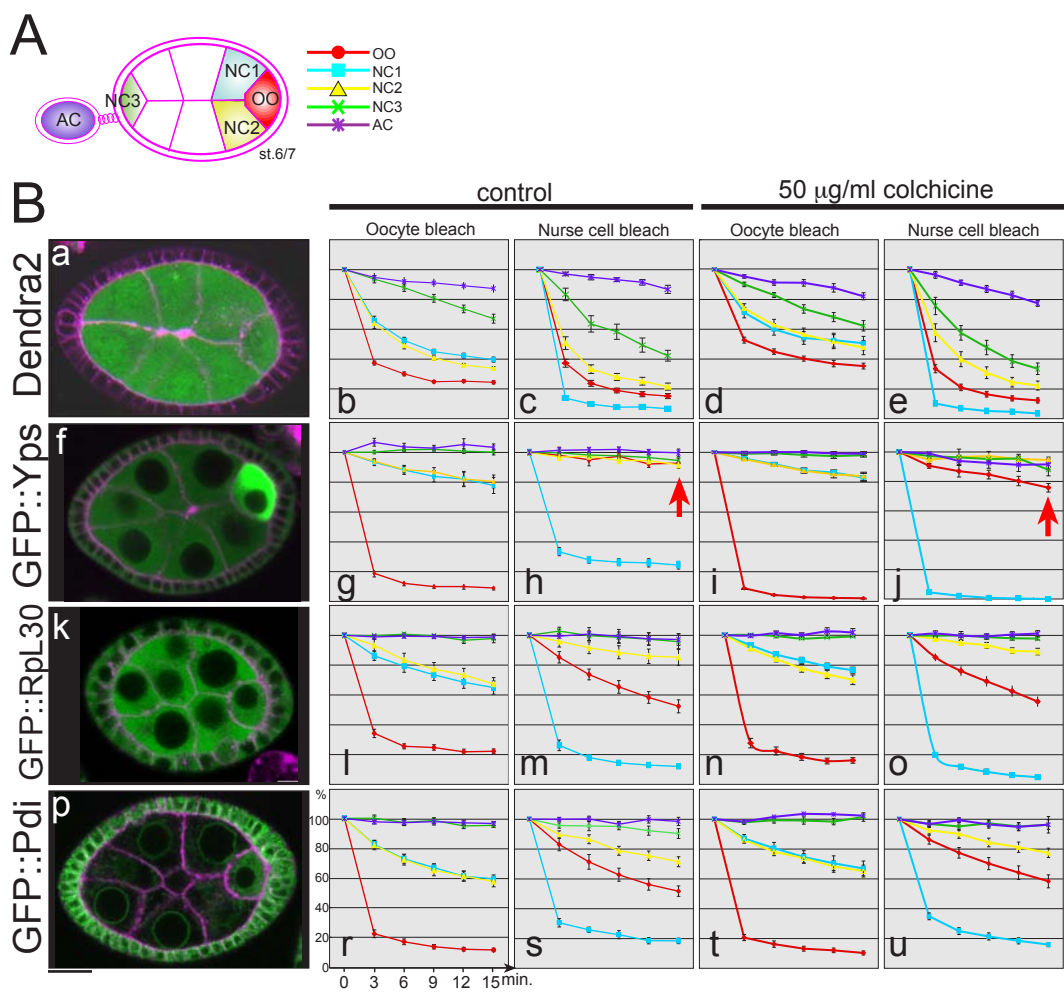 A
AC
NC3
NC1
OO
NC2
st.6/7
OO
NC1
NC2
NC3
AC
B
control
50 µg/ml colchicine
Oocyte bleach
Nurse cell bleach
Oocyte bleach
Nurse cell bleach
Dendra2
a
b
c
d
e
GFP::Yps
f
g
h
i
j
GFP::RpL30
k
l
m
n
o
GFP::Pdi
p
%
100
80
60
40
20
0
r
s
t
u
0 3 6 9 12 15 min.